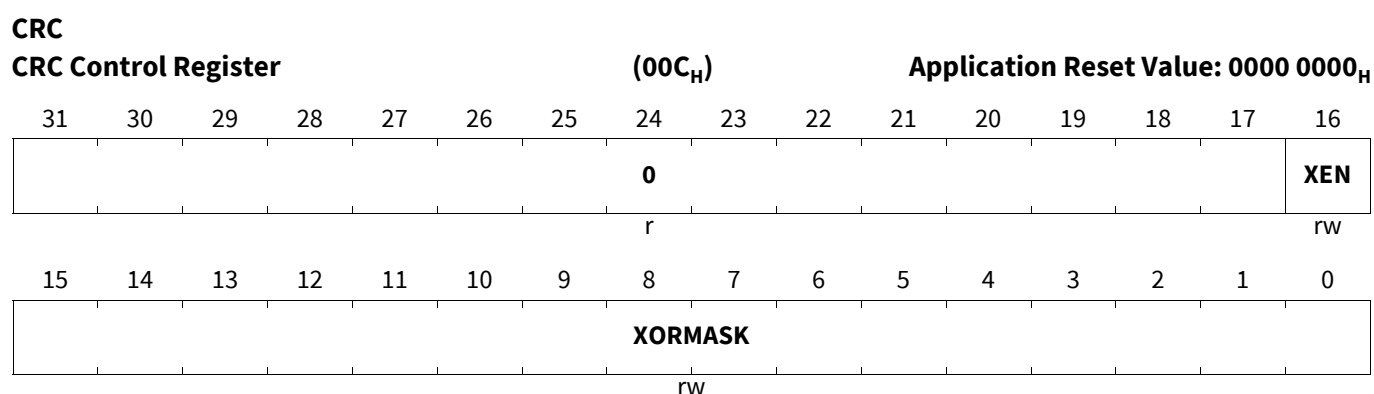 CRC
CRC Control Register (00C_H) Application Reset Value: 0000 0000_H
31 30 29 28 27 26 25 24 23 22 21 20 19 18 17 16
0 XEN
r rw
15 14 13 12 11 10 9 8 7 6 5 4 3 2 1 0
XORMASK
rw